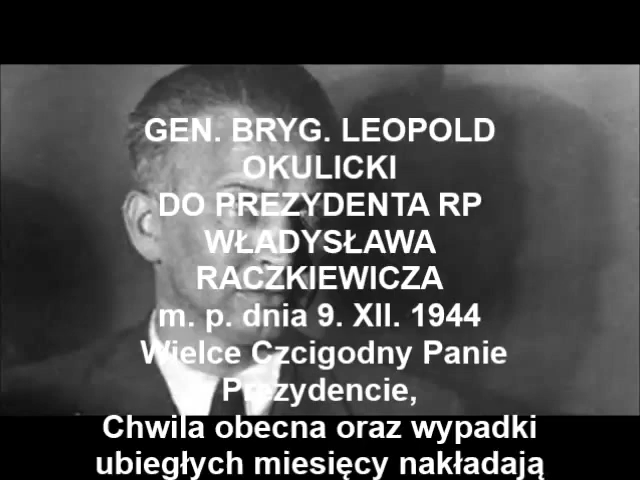 GEN. BRYG. LEOPOLD
OKULICKI
DO PREZYDENTA RP
WŁADYSŁAWA
RACZKIEWICZA
m. p. dnia 9. XII. 1944
Wielce Czcigodny Panie
Prezydencie,
Chwila obecna oraz wypadki
ubiegłych miesięcy nakładają